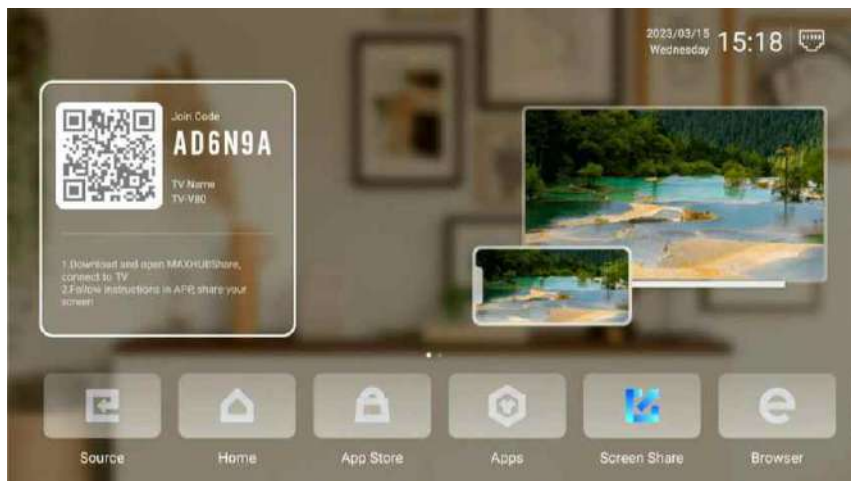 2023/03/15
Wednesday
15:18
Join Code
AD6N9A
TV Name
TV-V80
1.Download and open MAXHUBShare,
connect to TV
2.Follow instructions in APP, share your
screen
Source
Home
App Store
Apps
Screen Share
Browser